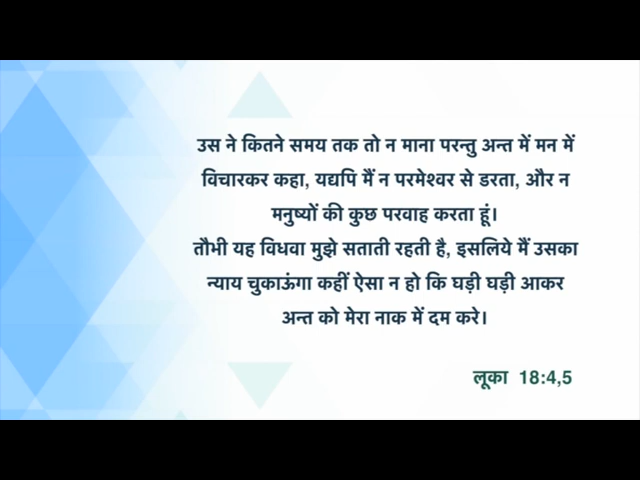 उस ने कितने समय तक तो न माना परन्तु अन्त में मन में
विचारकर कहा, यद्यपि मैं न परमेश्वर से डरता, और न
मनुष्यों की कुछ परवाह करता हूं।
तौभी यह विधवा मुझे सताती रहती है, इसलिये मैं उसका
न्याय चुकाऊंगा कहीं ऐसा न हो कि घड़ी घड़ी आकर
अन्त को मेरा नाक में दम करे।
लूका 18:4,5